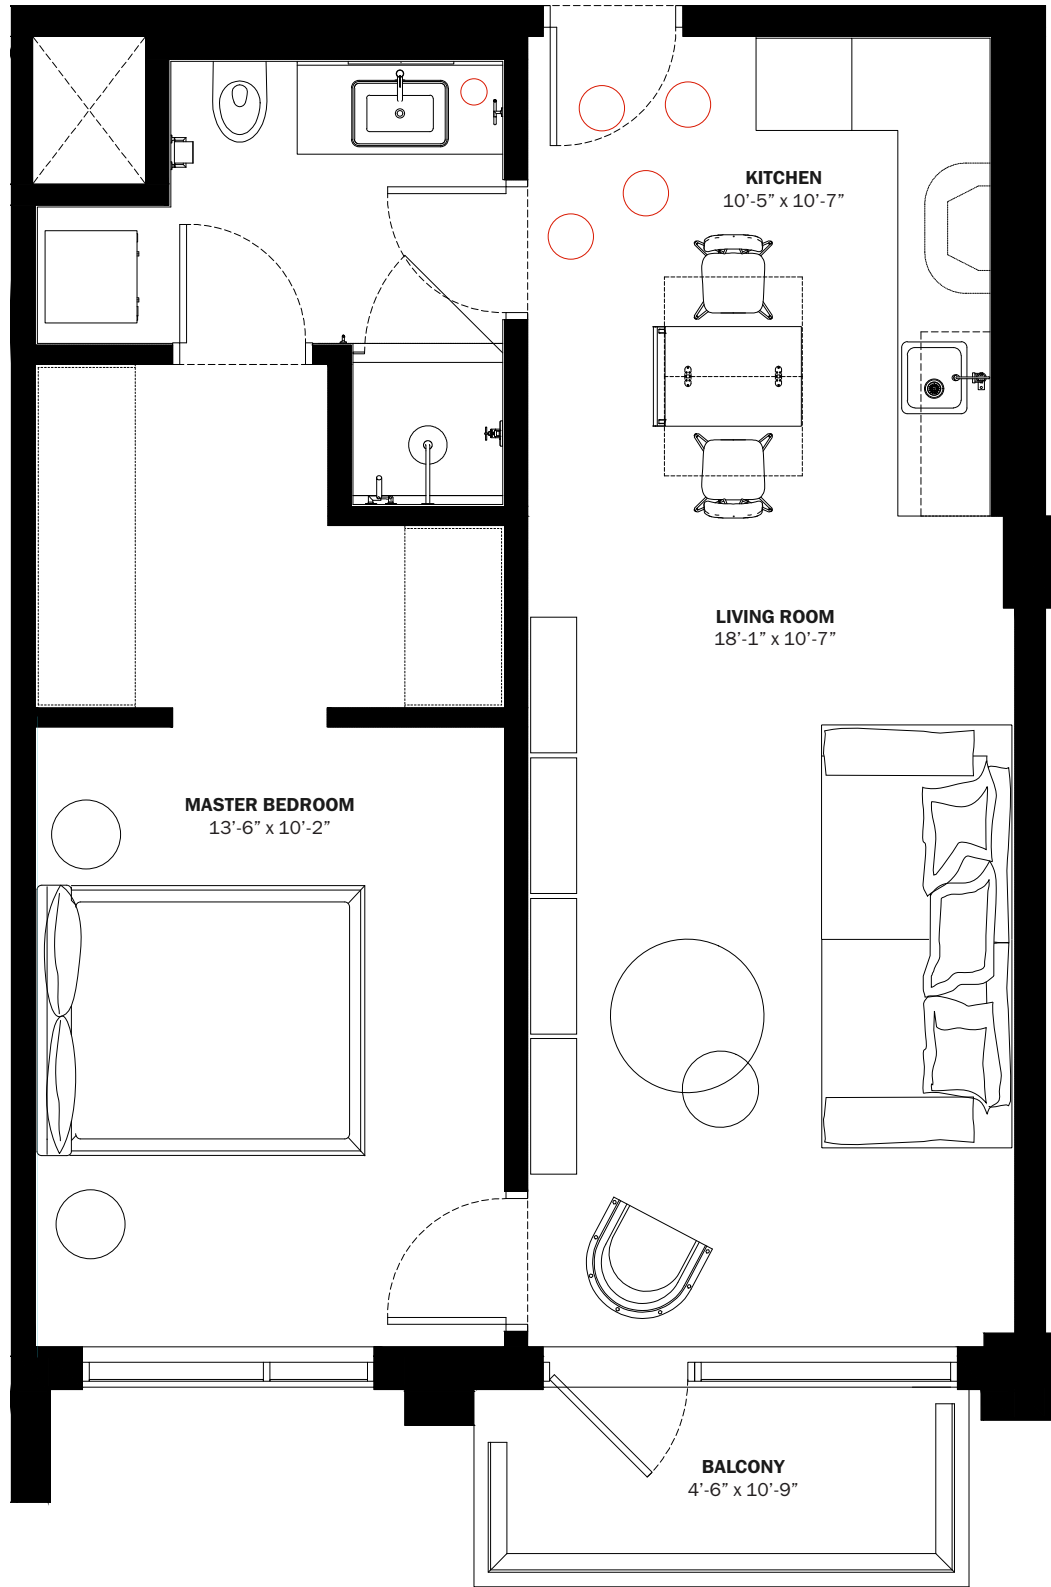 KITCHEN
10’-5” x 10’-7”
LIVING ROOM
18’-1” x 10’-7”
MASTER BEDROOM
13’-6” x 10’-2”
BALCONY
4’-6” x 10’-9”